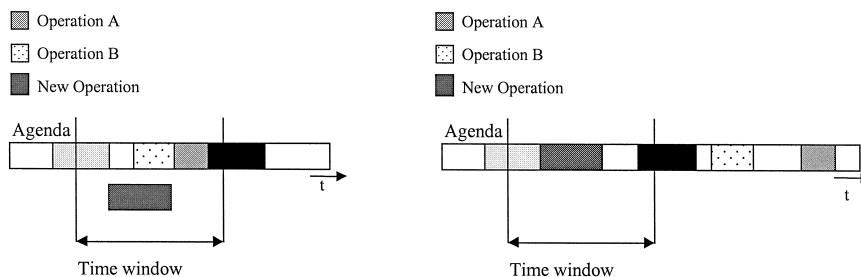 Operation A
Operation B
New Operation
Agenda
t
Time window
Operation A
Operation B
New Operation
Agenda
t
Time window